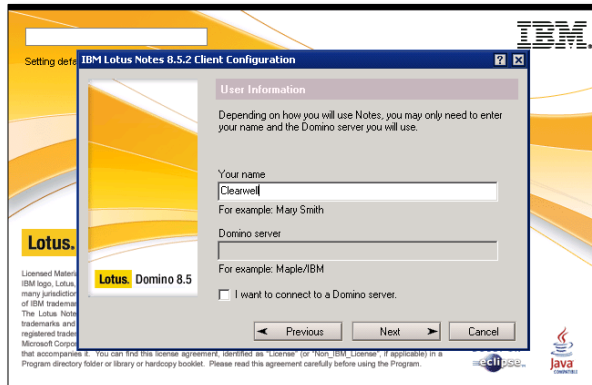 IBM.
Setting defa
IBM Lotus Notes 8.5.2 Client Configuration
User Information
Depending on how you will use Notes, you may only need to enter
your name and the Domino server you will use.
Your name
Clearwell
For example: Mary Smith
Domino server
For example: Maple/IBM
I want to connect to a Domino server.
Previous
Next
Cancel
Lotus. Domino 8.5
Lotus.
Licensed Materia
IBM logo, Lotus,
many jurisdiction
of IBM trademar
The Lotus Note
trademarks and
registered trader
Microsoft Corpor
that accompanies it. You can find this license agreement, identified as "License" (or "Non_IBM_License", if applicable) in a
Program directory folder or library or hardcopy booklet. Please read this agreement carefully before using the Program.
eclipse
Java
COMPATIBLE